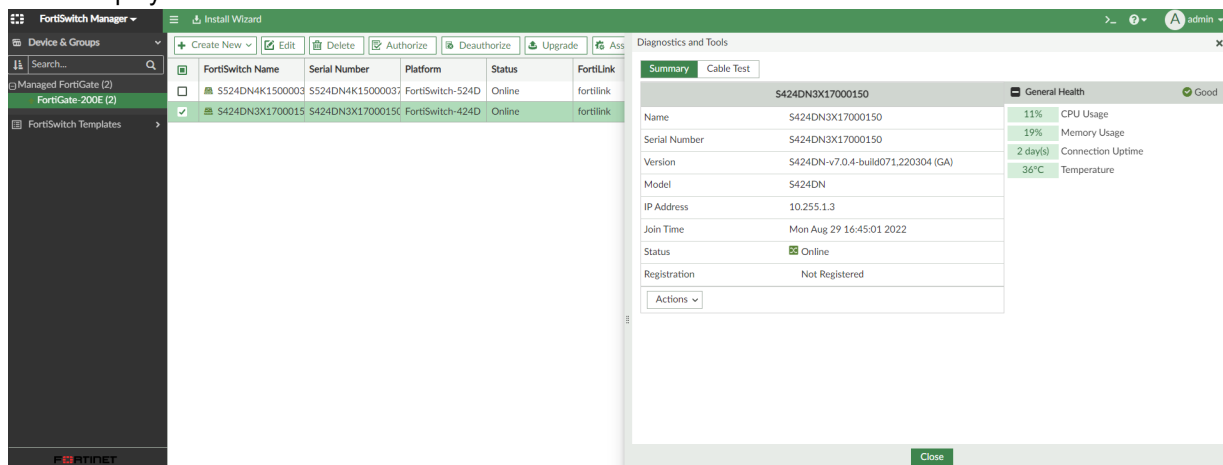 FortiSwitch Manager
Install Wizard
admin
A
Device & Groups
Search...
Managed FortiGate (2)
FortiGate-200E (2)
FortiSwitch Templates
Create New
Edit
Delete
Authorize
Deauthorize
Upgrade
Ass
FortiSwitch Name Serial Number Platform Status FortiLink
S524DN4K1500003 S524DN4K15000037 FortiSwitch-524D Online fortilink
S424DN3X1700015 S424DN3X17000150 FortiSwitch-424D Online fortilink
Diagnostics and Tools
Summary Cable Test
S424DN3X17000150
Name S424DN3X17000150
Serial Number S424DN3X17000150
Version S424DN-v7.0.4-build071,220304 (GA)
Model S424DN
IP Address 10.255.1.3
Join Time Mon Aug 29 16:45:01 2022
Status Online
Registration Not Registered
Actions
General Health Good
11% CPU Usage
19% Memory Usage
2 day(s) Connection Uptime
36°C Temperature
Close
FORTINET